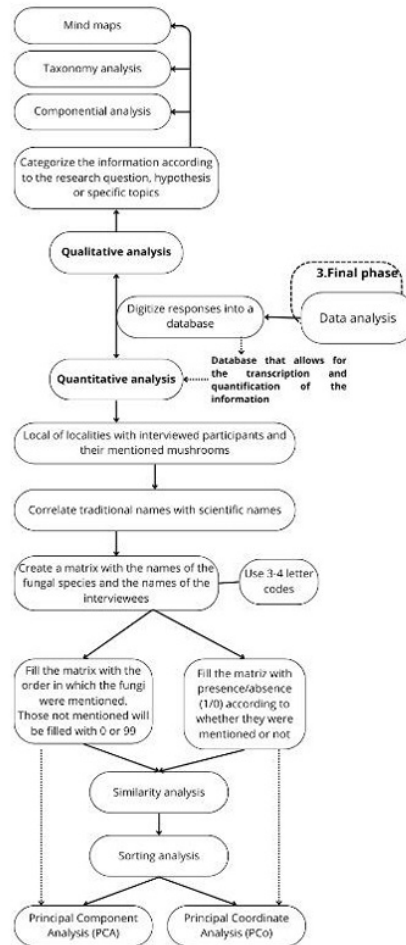 Mind maps
Taxonomy analysis
Componential analysis
Categorize the information according
to the research question, hypothesis
or specific topics
Qualitative analysis
3.Final phase
Data analysis
Digitize responses into a
database
Database that allows for
the transcription and
quantification of the
information
Quantitative analysis
Local of localities with interviewed participants and
their mentioned mushrooms
Correlate traditional names with scientific names
Create a matrix with the names of the
fungal species and the names of the
interviewees
Use 3-4 letter
codes
Fill the matrix with the
order in which the fungi
were mentioned.
Those not mentioned will
be filled with 0 or 99
Fill the matriz with
presence/absence
(1/0) according to
whether they were
mentioned or not
Similarity analysis
Sorting analysis
Principal Component
Analysis (PCA)
Principal Coordinate
Analysis (PCo)